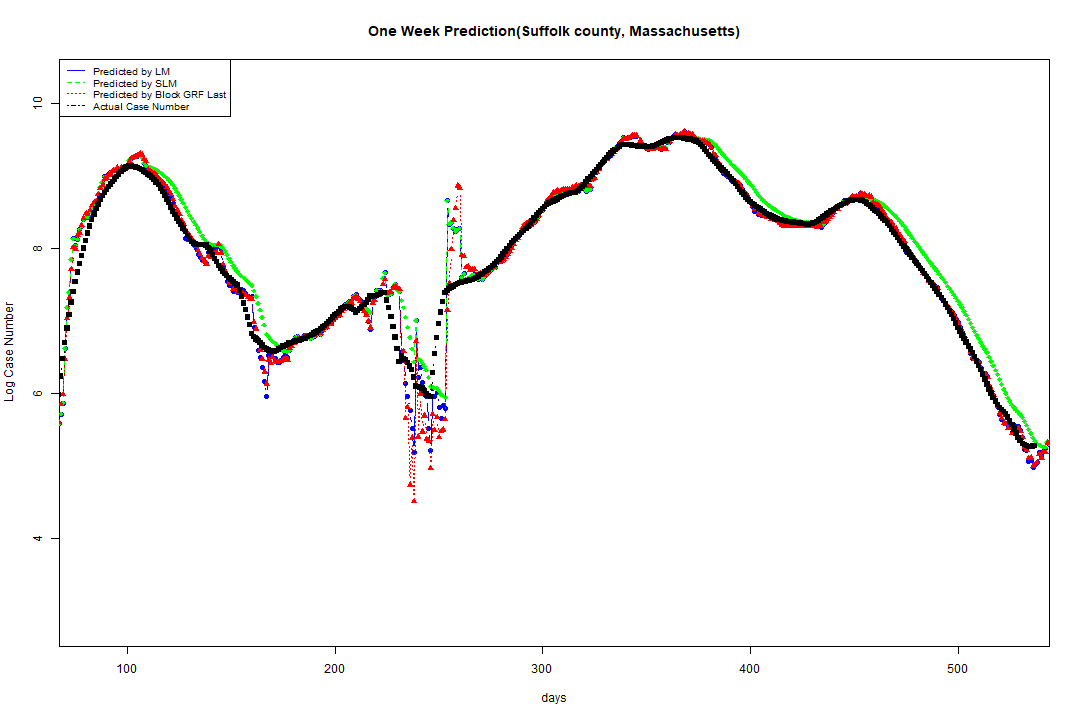 One Week Prediction(Suffolk county, Massachusetts)
Predicted by LM
Predicted by SLM
Predicted by Block GRF Last
Actual Case Number
10
8
6
4
Log Case Number
100 200 300 400 500
days